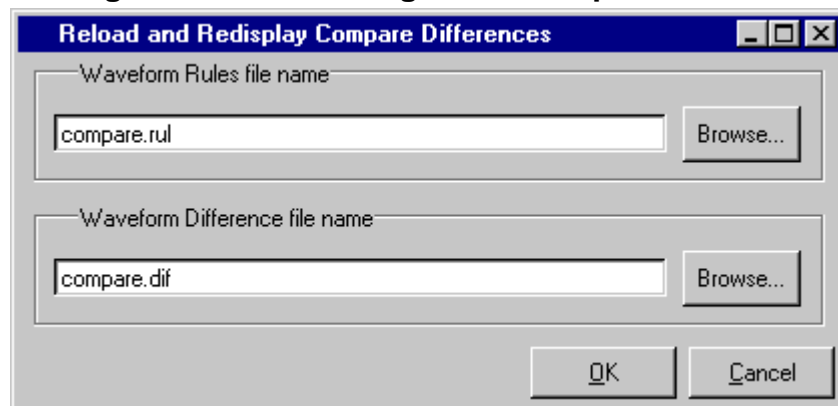 Reload and Redisplay Compare Differences
Waveform Rules file name
compare.rul
Browse...
Waveform Difference file name
compare.dif
Browse...
OK
Cancel